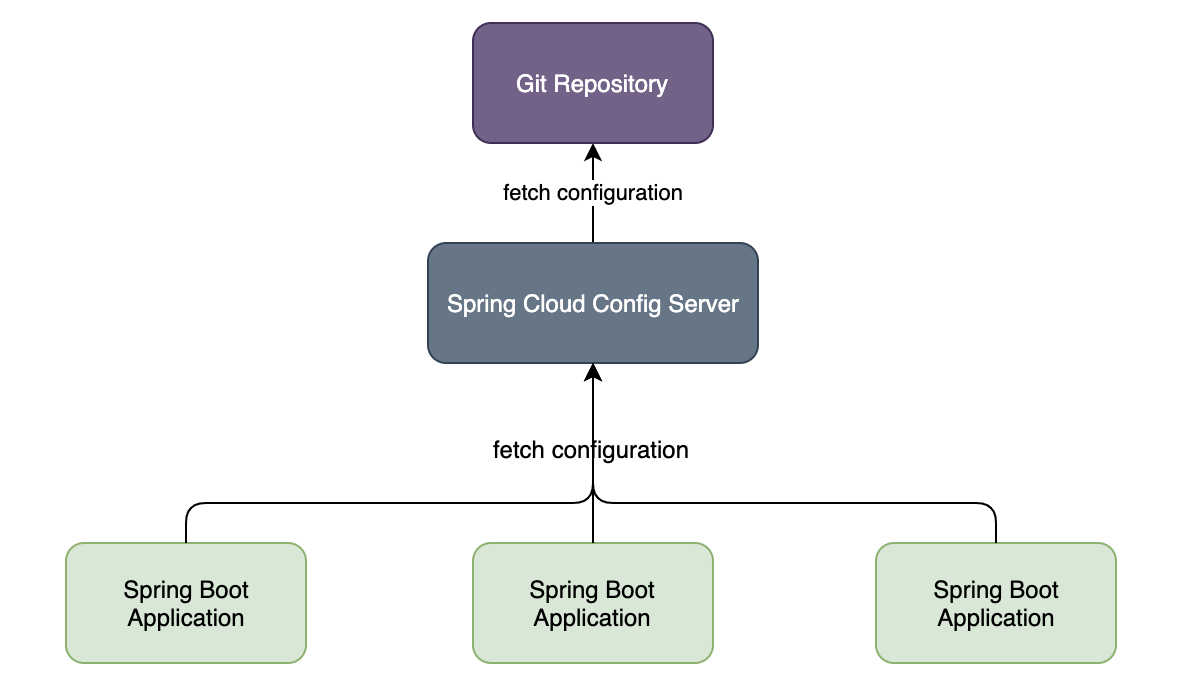 Git Repository
fetch configuration
Spring Cloud Config Server
fetch configuration
Spring Boot
Application
Spring Boot
Application
Spring Boot
Application